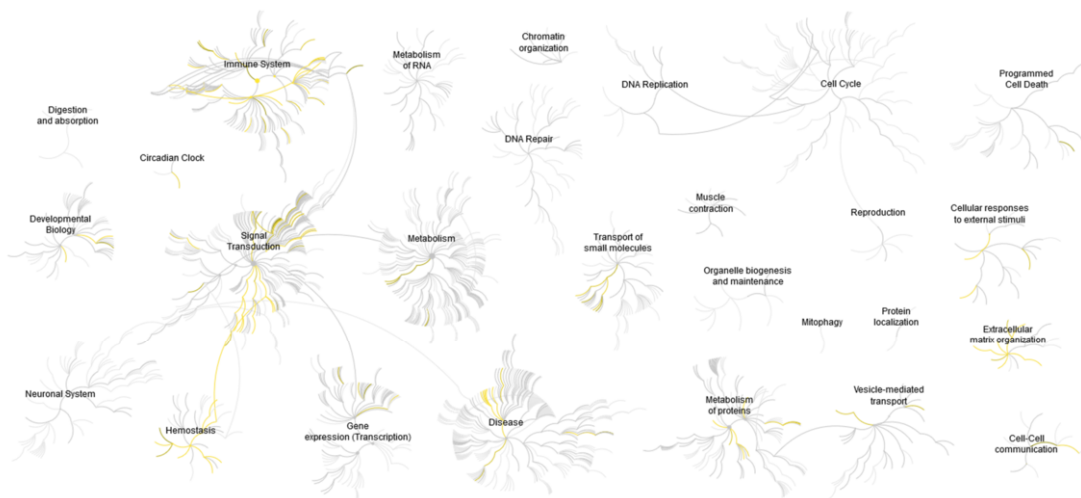 Immune System
Metabolism
of RNA
Chromatin
organization
DNA Replication
Cell Cycle
Programmed
Cell Death
Digestion
and absorption
DNA Repair
Circadian Clock
Developmental
Biology
Signal
Transduction
Metabolism
Transport of
small molecules
Muscle
contraction
Reproduction
Cellular responses
to external stimuli
Organelle biogenesis
and maintenance
Mitophagy
Protein
localization
Extracellular
matrix organization
Neuronal System
Hemostasis
Gene
expression (Transcription)
Disease
Metabolism
of proteins
Vesicle-mediated
transport
Cell-Cell
communication